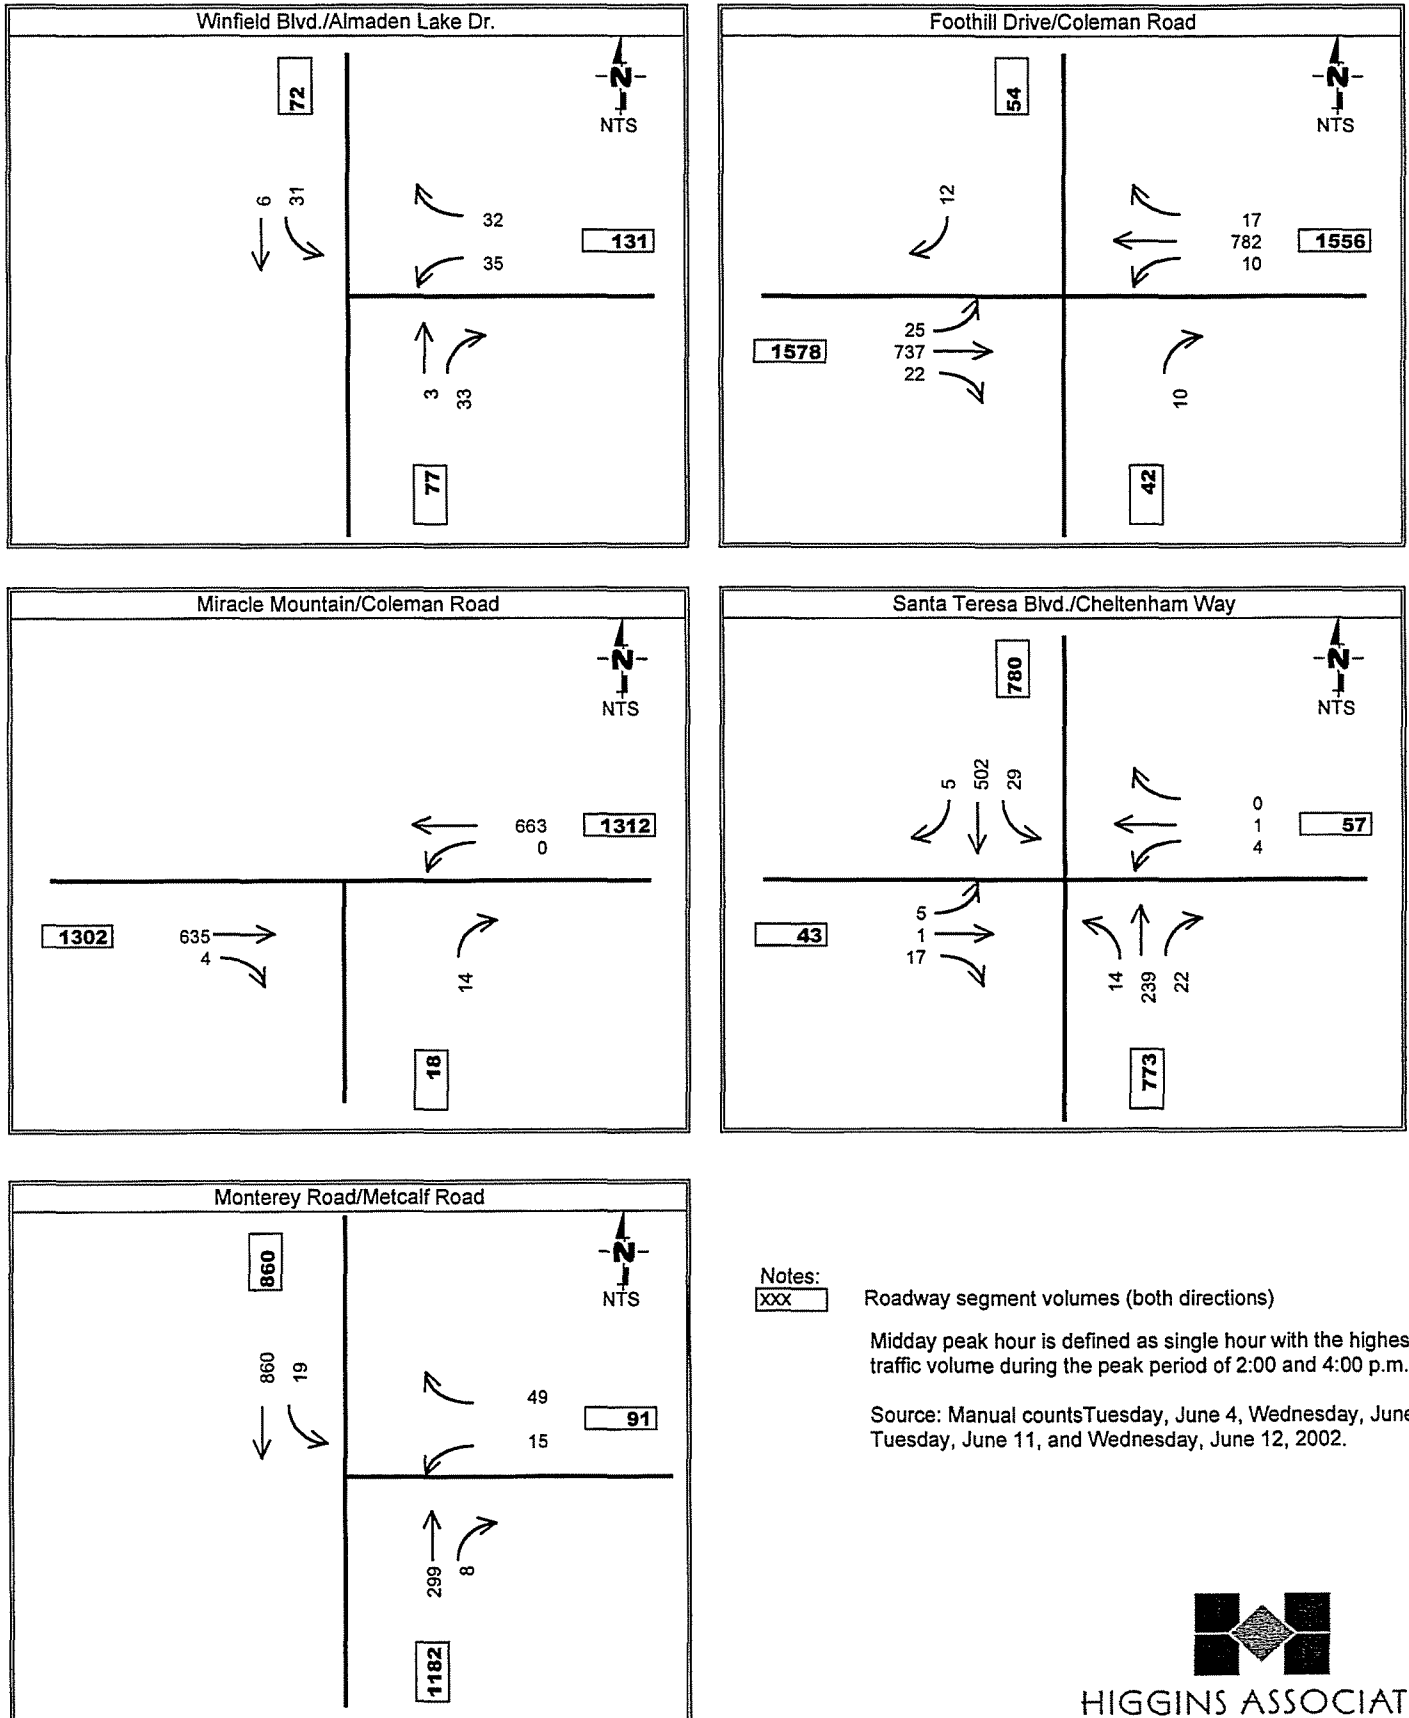 Winfield Blvd./Almaden Lake Dr.
72
N
NTS
6 31
32
131
35
3 33
77
Foothill Drive/Coleman Road
54
N
NTS
12
17
782 1556
10
25
1578 737
22
10
42
Miracle Mountain/Coleman Road
N
NTS
663 1312
0
1302 635
4
14
18
Santa Teresa Blvd./Cheltenham Way
780
N
NTS
5 502 29
0
1 57
4
5
43 1
17
14 239 22
773
Monterey Road/Metcalf Road
860
N
NTS
860 19
49
91
15
299 8
1182
Notes:
xxx Roadway segment volumes (both directions)
Midday peak hour is defined as single hour with the highes
traffic volume during the peak period of 2:00 and 4:00 p.m.
Source: Manual countsTuesday, June 4, Wednesday, June
Tuesday, June 11, and Wednesday, June 12, 2002.
HIGGINS ASSOCIAT